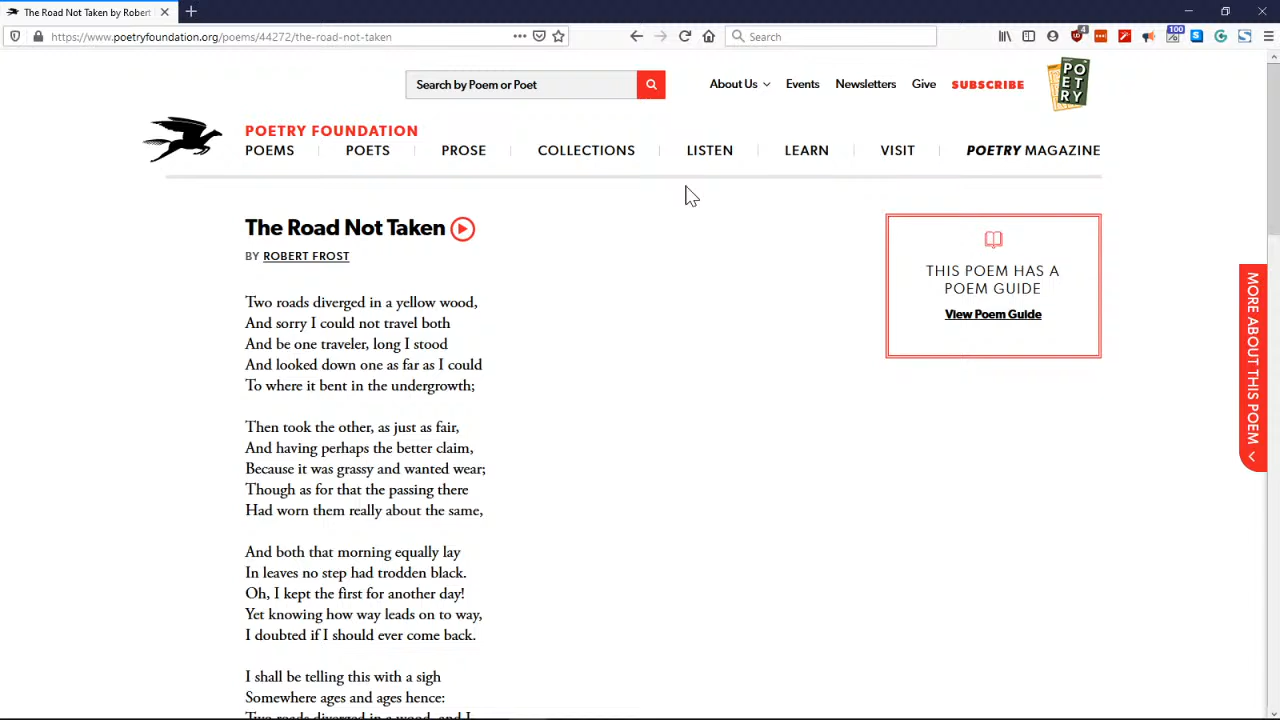 The Road Not Taken by Robert
https://www.poetryfoundation.org/poems/44272/the-road-not-taken
Search
4
100
Search by Poem or Poet
About Us
Events
Newsletters
Give
SUBSCRIBE
POETRY
POETRY FOUNDATION
POEMS
POETS
PROSE
COLLECTIONS
LISTEN
LEARN
VISIT
POETRY MAGAZINE
The Road Not Taken
BY ROBERT FROST
Two roads diverged in a yellow wood,
And sorry I could not travel both
And be one traveler, long I stood
And looked down one as far as I could
To where it bent in the undergrowth;
Then took the other, as just as fair,
And having perhaps the better claim,
Because it was grassy and wanted wear;
Though as for that the passing there
Had worn them really about the same,
And both that morning equally lay
In leaves no step had trodden black.
Oh, I kept the first for another day!
Yet knowing how way leads on to way,
I doubted if I should ever come back.
I shall be telling this with a sigh
Somewhere ages and ages hence:
Two roads diverged in a wood, and I
THIS POEM HAS A
POEM GUIDE
View Poem Guide
MORE ABOUT THIS POEM